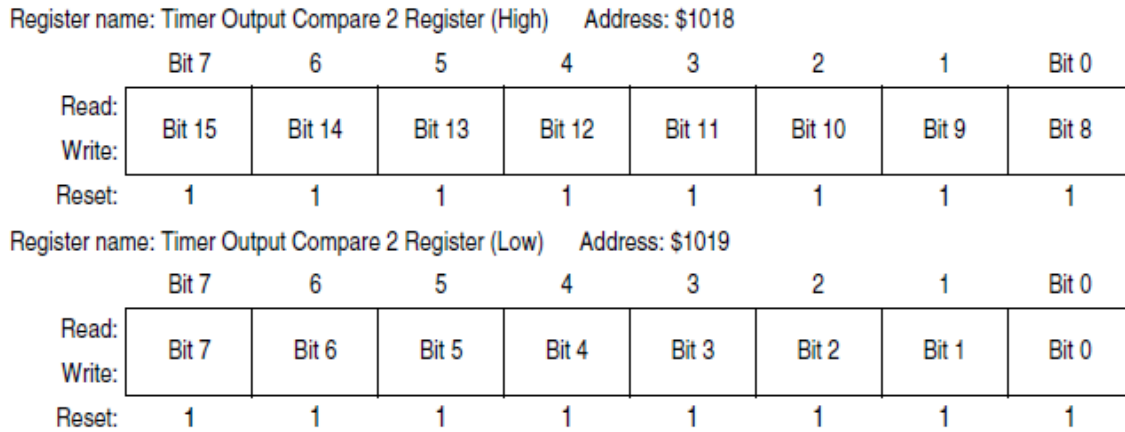 Register name: Timer Output Compare 2 Register (High) Address: $1018
Bit 7 6 5 4 3 2 1 Bit 0
Read:
Bit 15 Bit 14 Bit 13 Bit 12 Bit 11 Bit 10 Bit 9 Bit 8
Write:
Reset: 1 1 1 1 1 1 1 1
Register name: Timer Output Compare 2 Register (Low) Address: $1019
Bit 7 6 5 4 3 2 1 Bit 0
Read:
Bit 7 Bit 6 Bit 5 Bit 4 Bit 3 Bit 2 Bit 1 Bit 0
Write:
Reset: 1 1 1 1 1 1 1 1